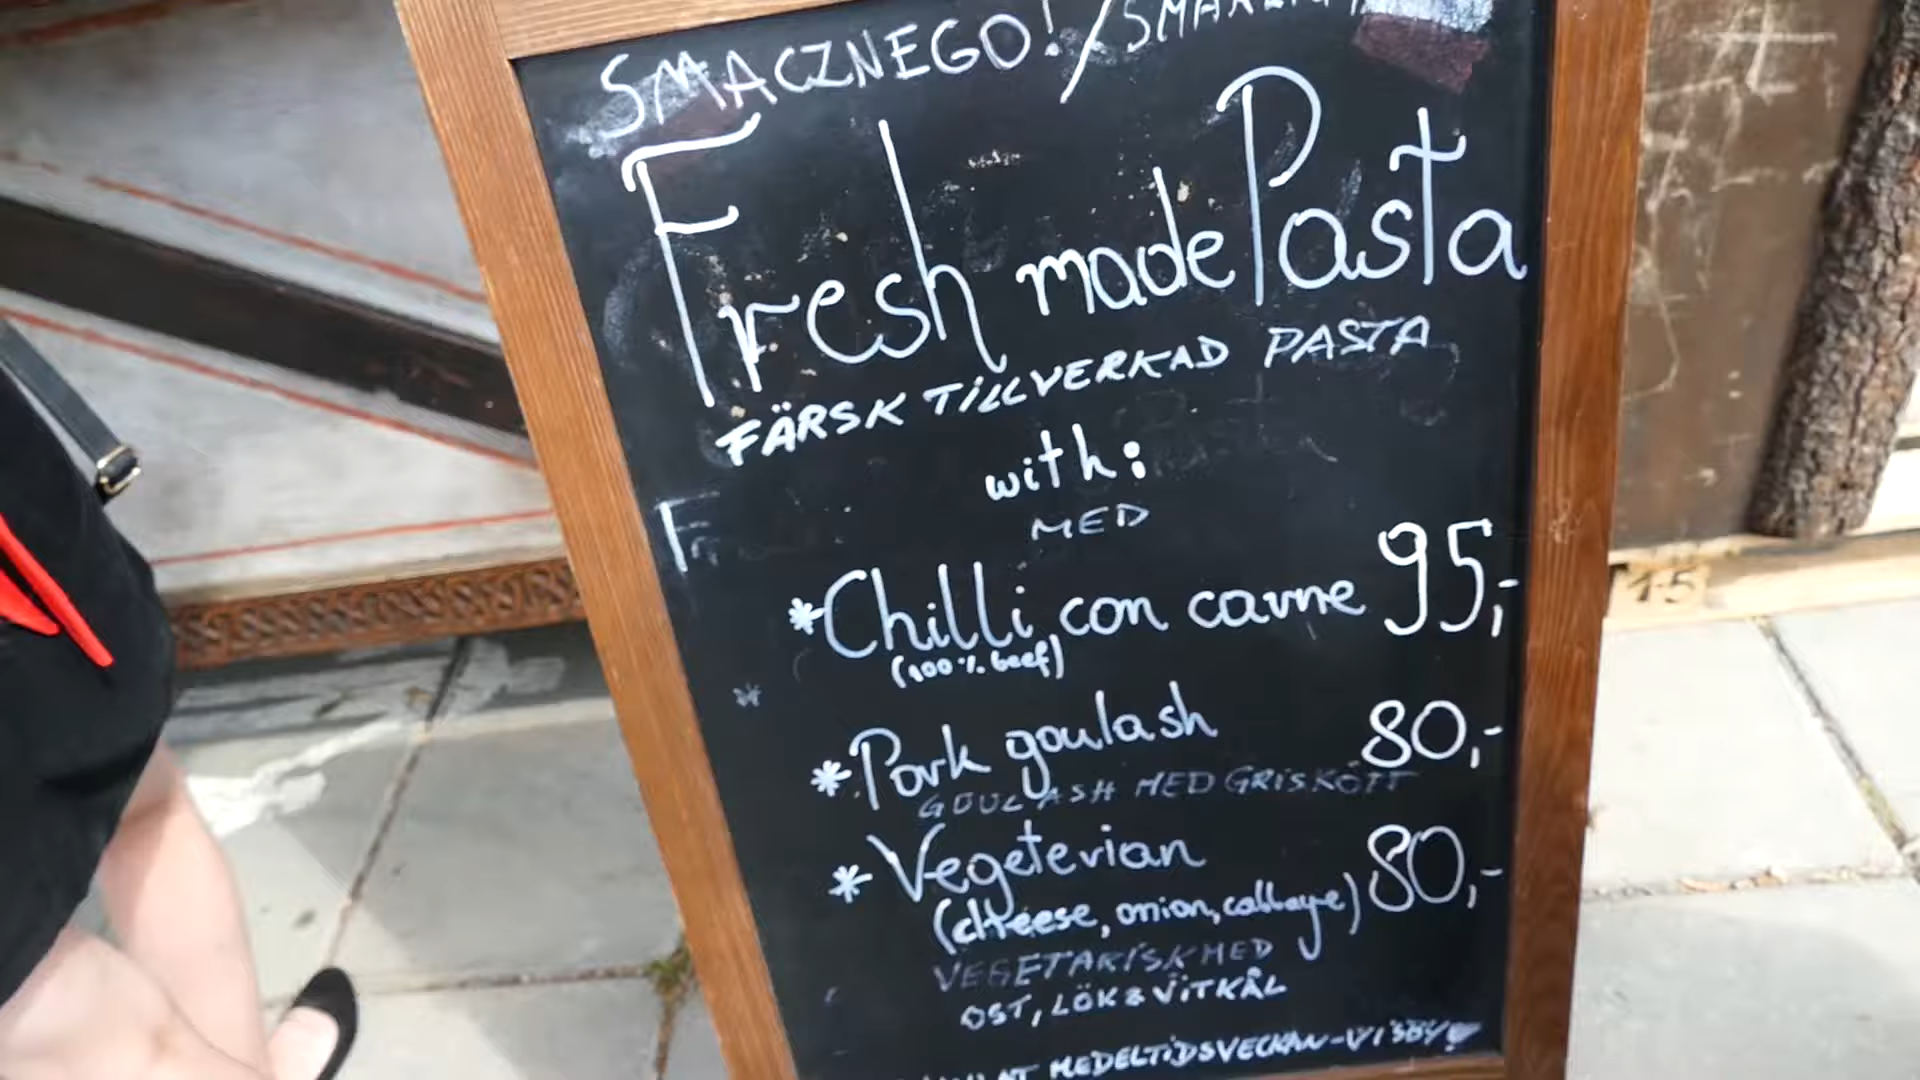 SMACZNEGO! /
Fresh made Pasta
FÄRSK TILLVERKAD PASTA
with:
MED
*Chilli con carne 95,-
(100% beef)
*Pork goulash 80,-
GOULASH MED GRISKÖTT
*Vegeterian 80,-
(cheese, onion, cabbage)
VEGETARISK MED
OST, LÖK & VITKÅL
MEDELTIDSVECKAN-VISBY